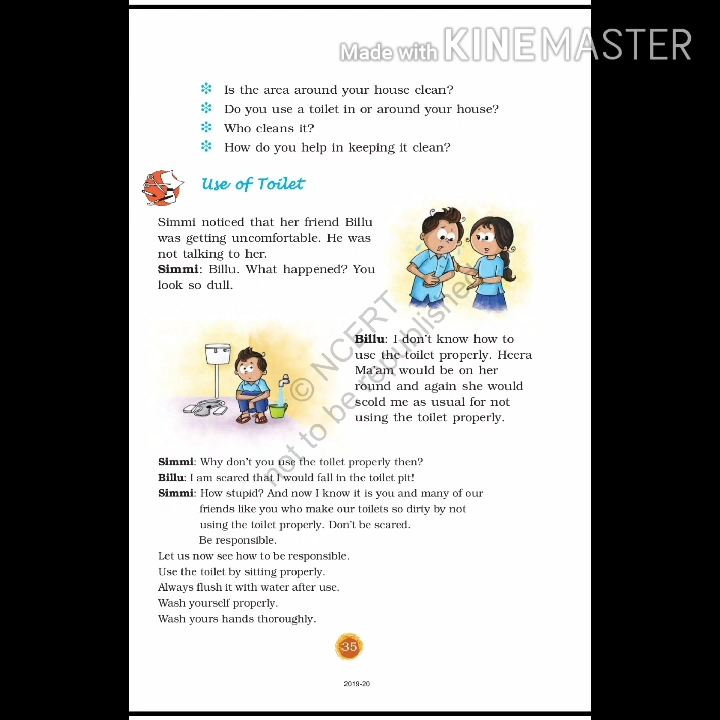 Made with KINEMASTER
Is the area around your house clean?
Do you use a toilet in or around your house?
Who cleans it?
How do you help in keeping it clean?
Use of Toilet
Simmi noticed that her friend Billu
was getting uncomfortable. He was
not talking to her.
Simmi: Billu. What happened? You
look so dull.
© NCERT
not to be republished
Billu: I don't know how to
use the toilet properly. Heera
Ma'am would be on her
round and again she would
scold me as usual for not
using the toilet properly.
Simmi: Why don't you use the toilet properly then?
Billu: I am scared that I would fall in the toilet pit!
Simmi: How stupid? And now I know it is you and many of our
friends like you who make our toilets so dirty by not
using the toilet properly. Don't be scared.
Be responsible.
Let us now see how to be responsible.
Use the toilet by sitting properly.
Always flush it with water after use.
Wash yourself properly.
Wash yours hands thoroughly.
35
2019-20